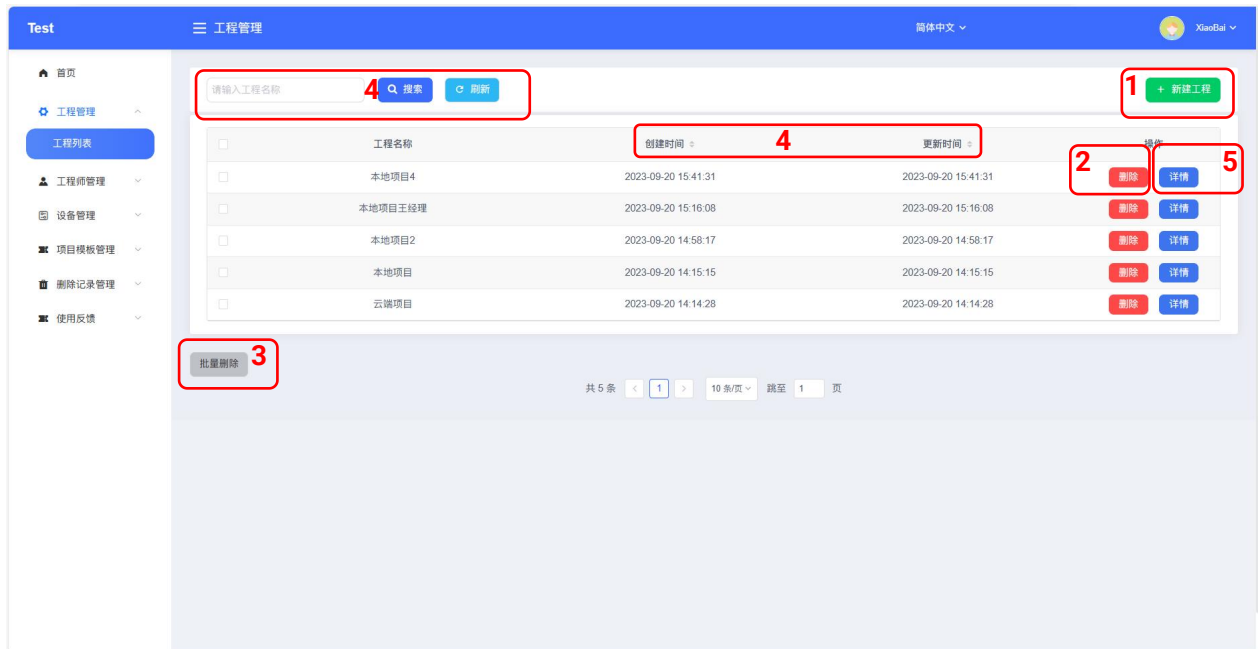 Test
工程管理
简体中文
XiaoBai
首页
工程管理
工程列表
工程师管理
设备管理
项目模板管理
删除记录管理
使用反馈
请输入工程名称 4 搜索 刷新
1 + 新建工程
工程名称 创建时间 4 更新时间 操作
2 5
本地项目4 2023-09-20 15:41:31 2023-09-20 15:41:31 删除 详情
本地项目王经理 2023-09-20 15:16:08 2023-09-20 15:16:08 删除 详情
本地项目2 2023-09-20 14:58:17 2023-09-20 14:58:17 删除 详情
本地项目 2023-09-20 14:15:15 2023-09-20 14:15:15 删除 详情
云端项目 2023-09-20 14:14:28 2023-09-20 14:14:28 删除 详情
批量删除 3
共 5 条 < 1 > 10 条/页 跳至 1 页